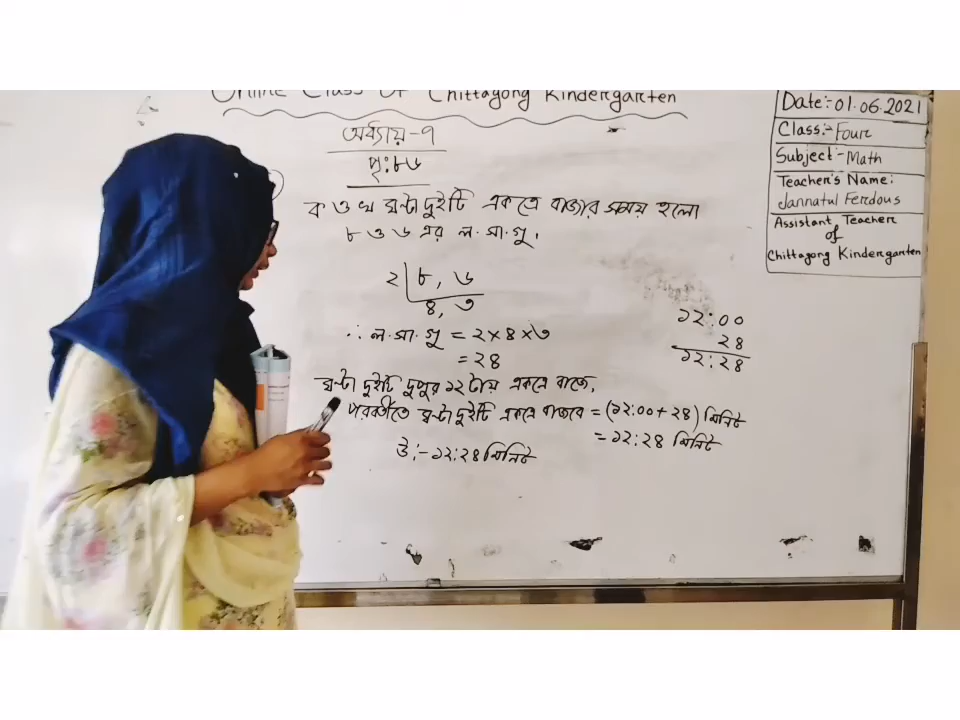 Online Class Of Chittagong Kindergarten
Date:- 01.06.2021
Class:- Four
Subject:- Math
Teacher's Name:
Jannatul Ferdous
Assistant Teacher
of
Chittagong Kindergarten
অধ্যায় -৭
পৃ:৮৬
ক ও খ ঘন্টা দুইটি একত্রে বাজার সময় হলো
৮ ও ৬ এর ল. সা. গু.
২ ৮, ৬
৪, ৩
∴ ল. সা. গু = ২×৪×৩
= ২৪
ঘন্টা দুইটি দুপুর ১২ টায় একত্রে বাজে,
পরবর্তীতে ঘন্টা দুইটি একত্রে বাজবে = (১২:০০ + ২৪) মিনিট
= ১২:২৪ মিনিট
উ:- ১২:২৪ মিনিট
১২:০০
২৪
১২:২৪